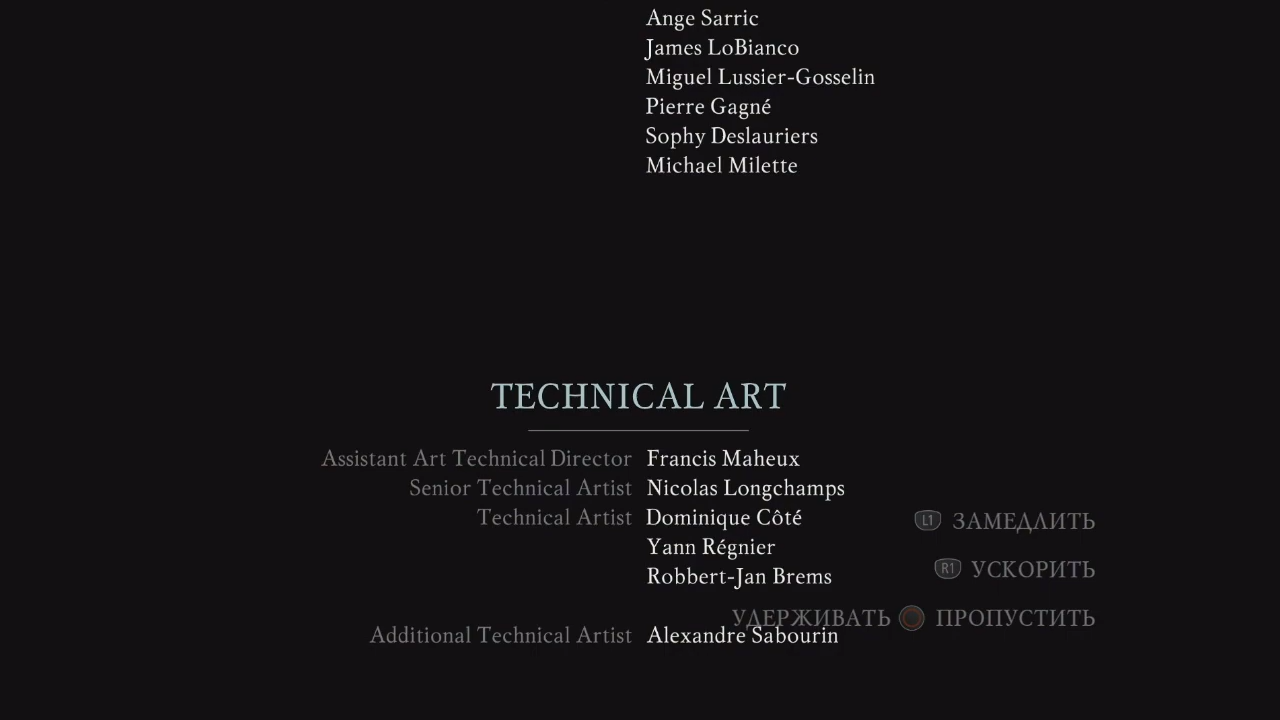 Ange Sarric
James LoBianco
Miguel Lussier-Gosselin
Pierre Gagné
Sophy Deslauriers
Michael Milette
TECHNICAL ART
Assistant Art Technical Director Francis Maheux
Senior Technical Artist Nicolas Longchamps
Technical Artist Dominique Côté
L1 ЗАМЕДЛИТЬ
Yann Régnier
R1 УСКОРИТЬ
Robbert-Jan Brems
УДЕРЖИВАТЬ ПРОПУСТИТЬ
Additional Technical Artist Alexandre Sabourin